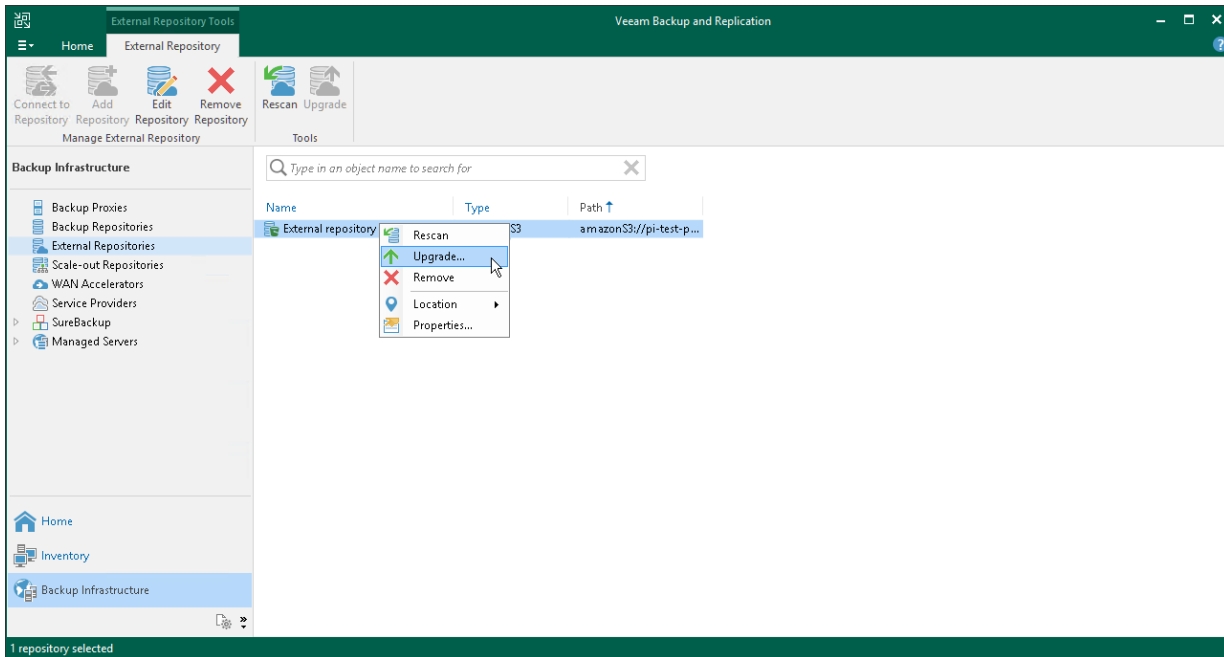 External Repository Tools
Veeam Backup and Replication
Home
External Repository
?
Connect to Repository
Add Repository
Edit Repository
Remove Repository
Rescan
Upgrade
Manage External Repository
Tools
Backup Infrastructure
Type in an object name to search for
Backup Proxies
Backup Repositories
External Repositories
Scale-out Repositories
WAN Accelerators
Service Providers
SureBackup
Managed Servers
Name
Type
Path
External repository
S3
amazonS3://pi-test-p...
Rescan
Upgrade...
Remove
Location
Properties...
Home
Inventory
Backup Infrastructure
1 repository selected